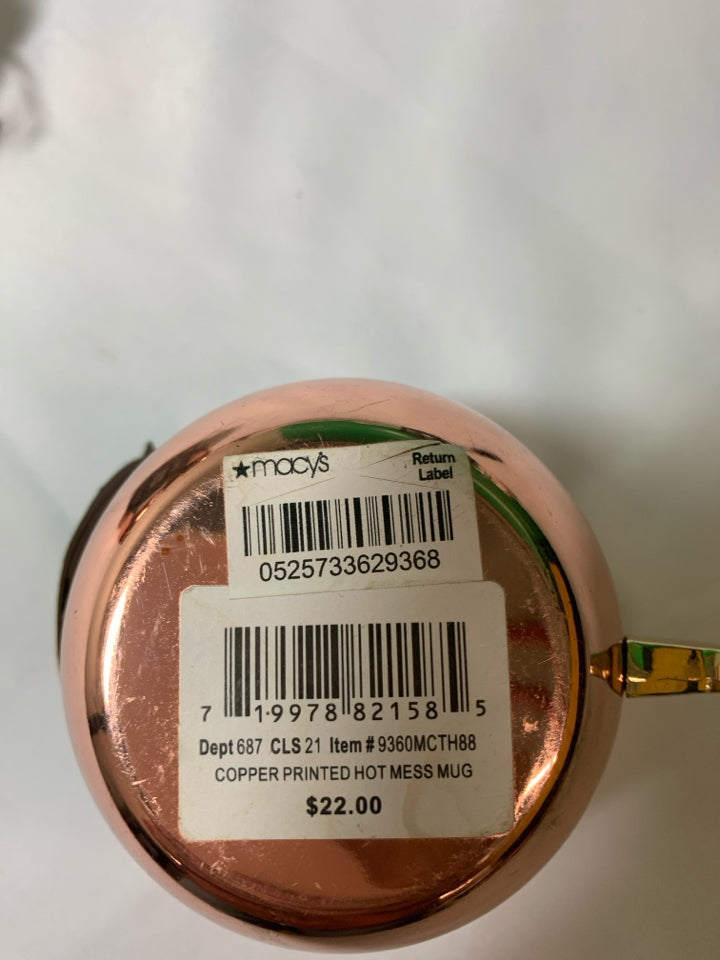 ★macy's
Return
Label
0525733629368
7 19978 82158 5
Dept 687 CLS 21 Item # 9360MCTH88
COPPER PRINTED HOT MESS MUG
$22.00